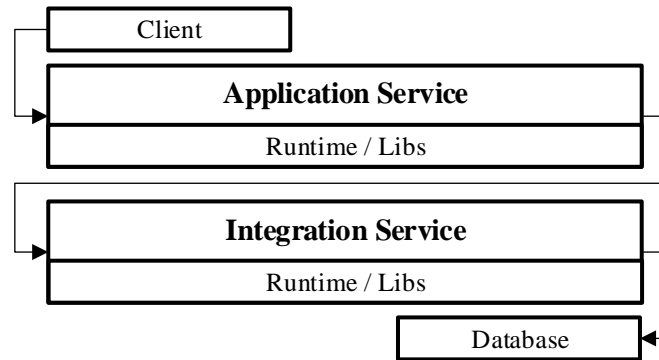 Client
Application Service
Runtime / Libs
Integration Service
Runtime / Libs
Database